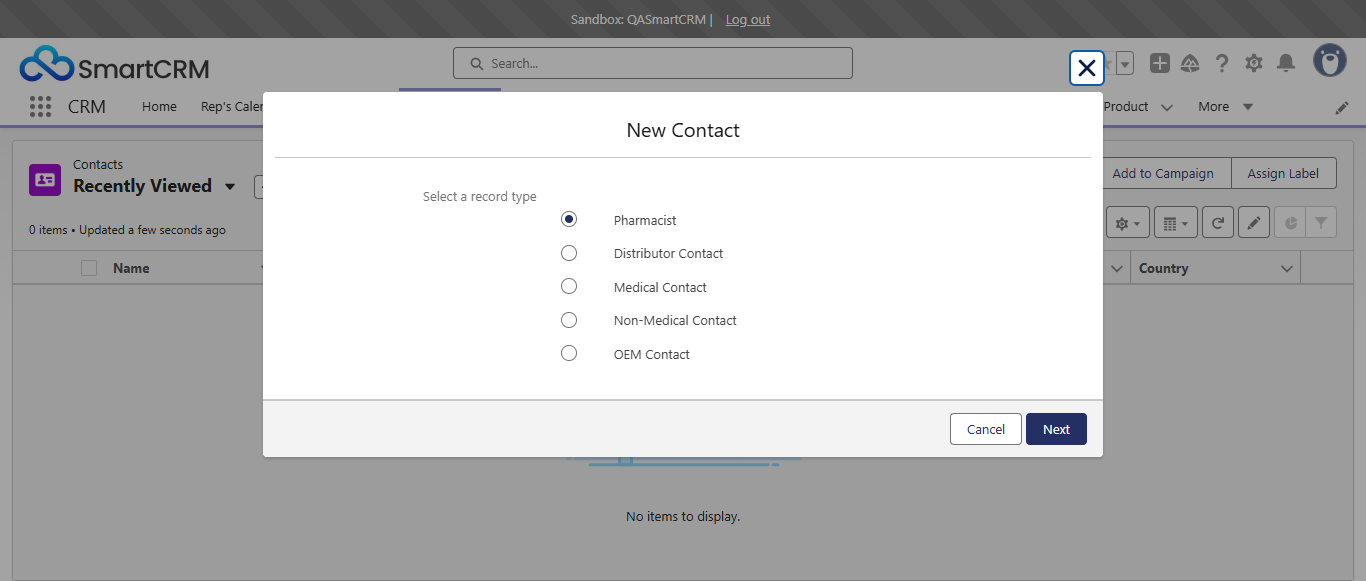 Sandbox: QASmartCRM | Log out
SmartCRM
Search...
CRM Home Rep's Caler Product More
Contacts
Recently Viewed
Add to Campaign Assign Label
0 items • Updated a few seconds ago
Name Country
New Contact
Select a record type
Pharmacist
Distributor Contact
Medical Contact
Non-Medical Contact
OEM Contact
Cancel Next
No items to display.